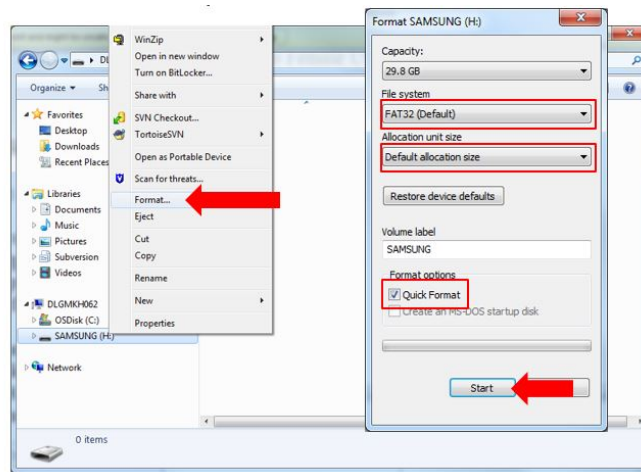 DL
Organize
Sh
Favorites
Desktop
Downloads
Recent Places
Libraries
Documents
Music
Pictures
Subversion
Videos
DLGMKH062
OSDisk (C:)
SAMSUNG (H:)
Network
0 items
WinZip
Open in new window
Turn on BitLocker...
Share with
SVN Checkout...
TortoiseSVN
Open as Portable Device
Scan for threats...
Format...
Eject
Cut
Copy
Rename
New
Properties
Format SAMSUNG (H:)
Capacity:
29.8 GB
File system
FAT32 (Default)
Allocation unit size
Default allocation size
Restore device defaults
Volume label
SAMSUNG
Format options
Quick Format
Create an MS-DOS startup disk
Start